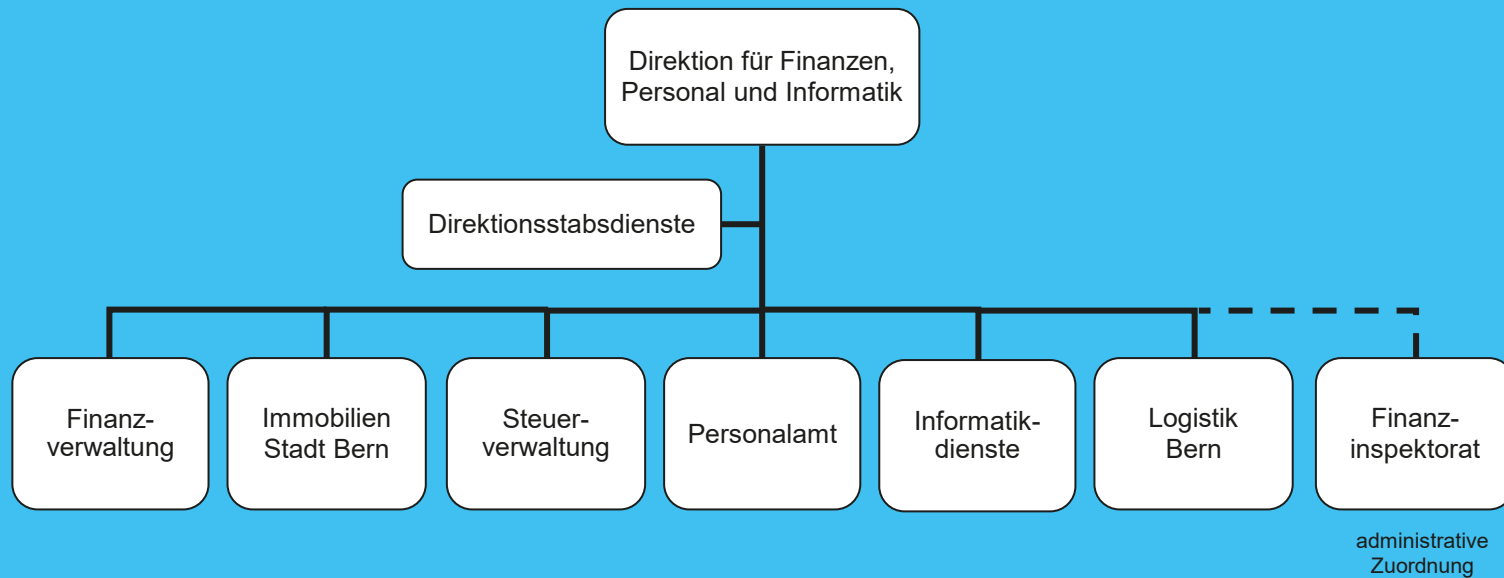 Direktion für Finanzen,
Personal und Informatik
Direktionsstabsdienste
Finanz-
verwaltung
Immobilien
Stadt Bern
Steuer-
verwaltung
Personalamt
Informatik-
dienste
Logistik
Bern
Finanz-
inspektorat
administrative
Zuordnung